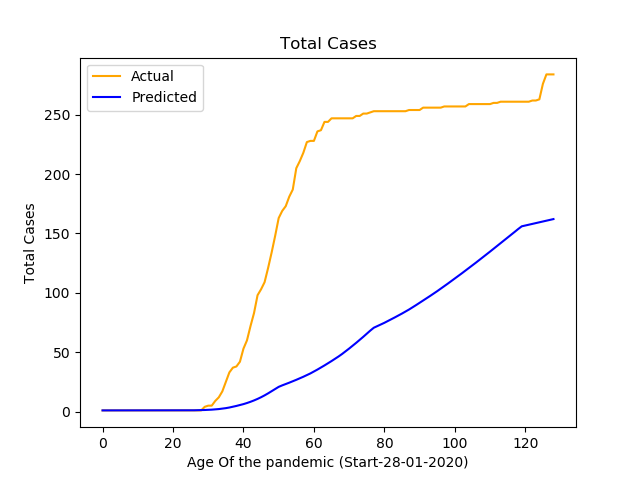 Total Cases
Actual
Predicted
250
200
150
100
50
0
Total Cases
0 20 40 60 80 100 120
Age Of the pandemic (Start-28-01-2020)